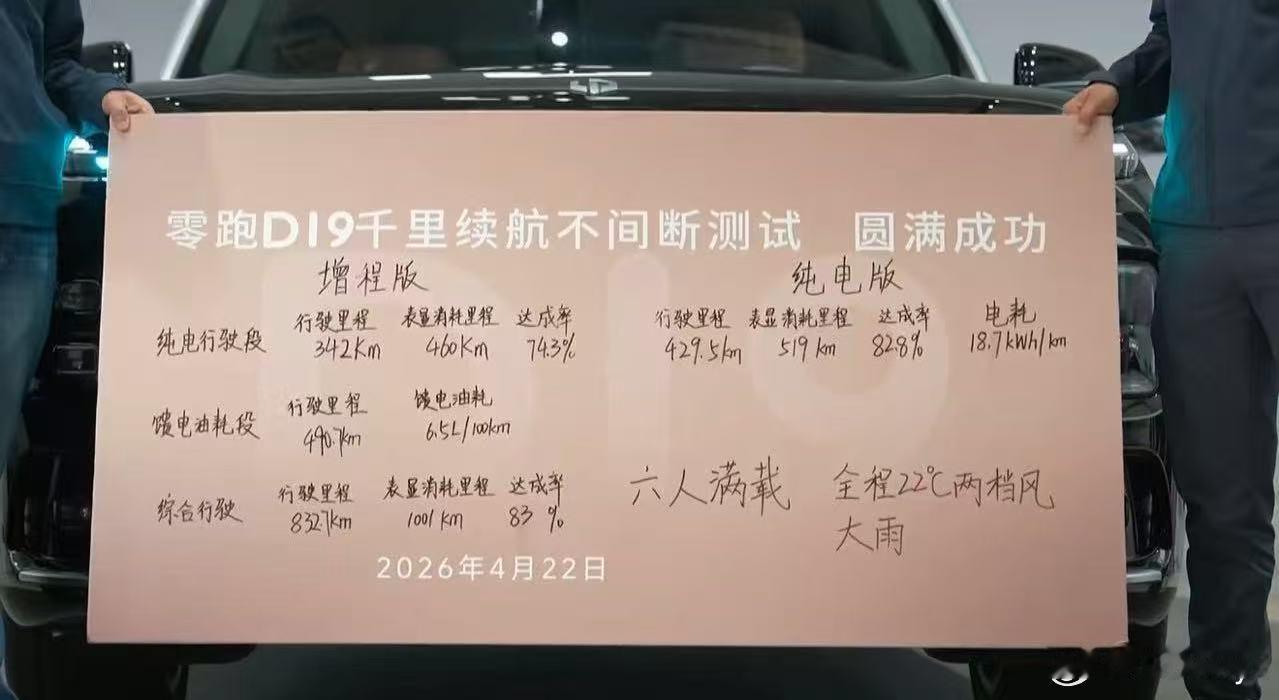 零跑D19千里续航不间断测试 圆满成功
增程版
纯电行驶段 行驶里程 表显消耗里程 达成率
342Km 460Km 74.3%
馈电油耗段 行驶里程 馈电油耗
490.7km 6.5L/100km
综合行驶 行驶里程 表显消耗里程 达成率
832.7km 1001km 83%
纯电版
行驶里程 表显消耗里程 达成率 电耗
429.5km 519km 82.8% 18.7kWh/km
六人满载 全程22℃两档风
大雨
2026年4月22日